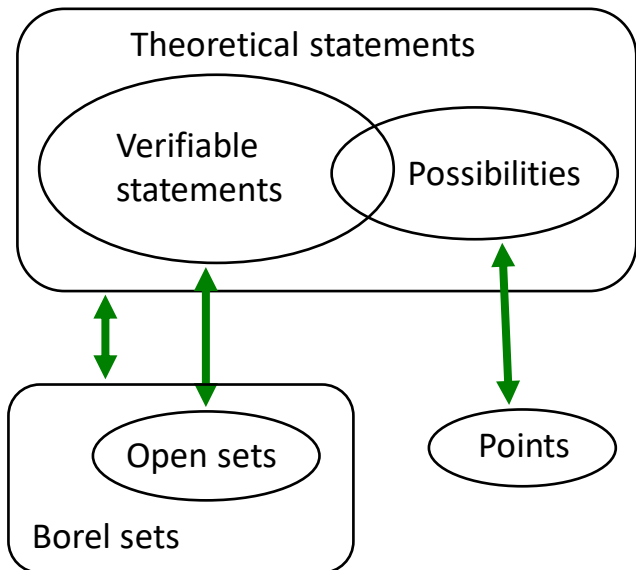 Theoretical statements
Verifiable
statements
Possibilities
Open sets
Points
Borel sets